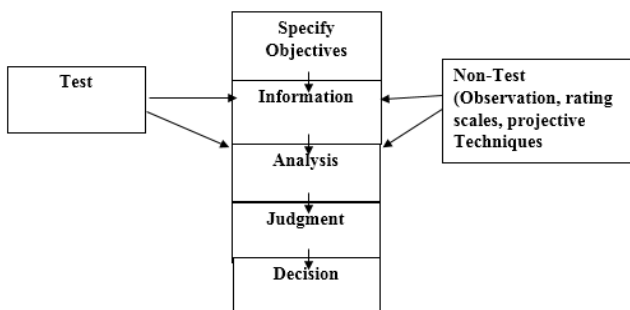 Specify
Objectives
Test
Information
Non-Test
(Observation, rating
scales, projective
Techniques
Analysis
Judgment
Decision